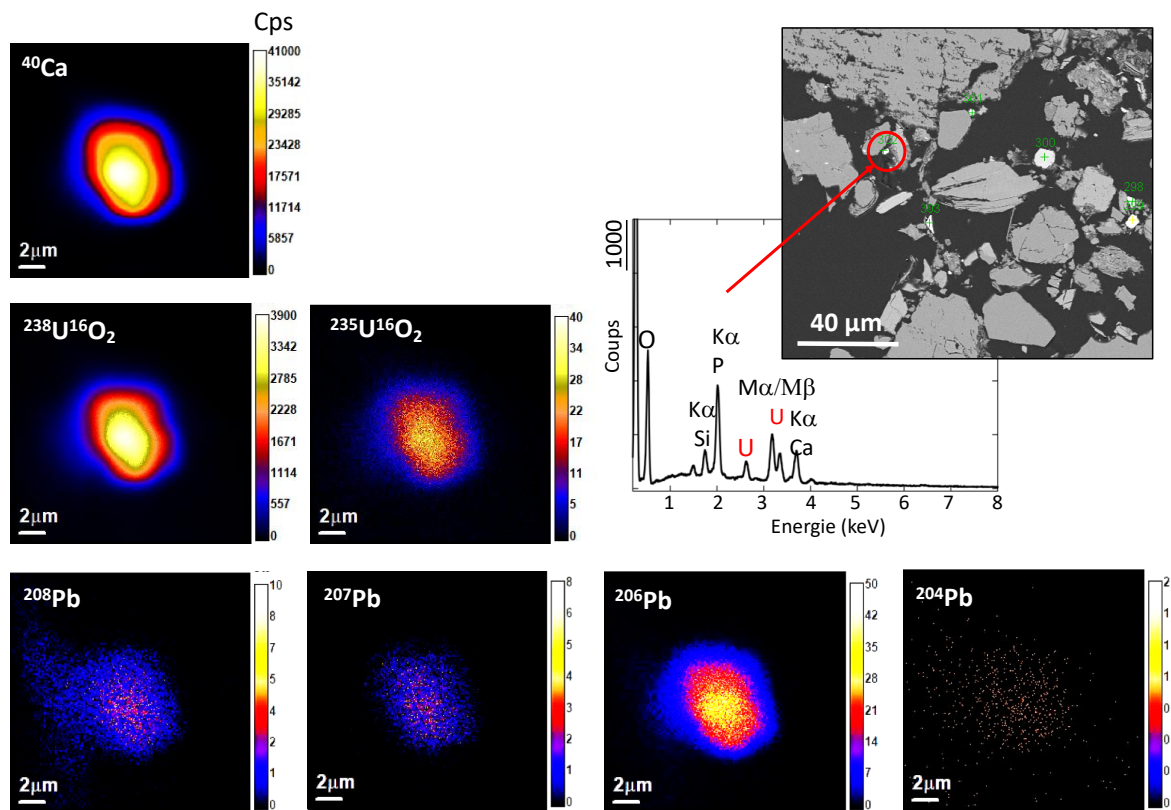 Cps
⁴⁰Ca
41000
35142
29285
23428
17571
11714
5857
0
2μm
²³⁸U¹⁶O₂
3900
3342
2785
2228
1671
1114
557
0
2μm
²³⁵U¹⁶O₂
40
34
28
22
17
11
5
0
2μm
300
298
303
40 μm
1000
Coups
O
Kα
P
Kα
Si
Mα/Mβ
U
U
Kα
Ca
1 2 3 4 5 6 7 8
Energie (keV)
²⁰⁸Pb
10
8
7
5
4
2
1
0
2μm
²⁰⁷Pb
8
6
5
4
3
2
1
0
2μm
²⁰⁶Pb
50
42
35
28
21
14
7
0
2μm
²⁰⁴Pb
2
1
1
1
0
0
0
0
2μm